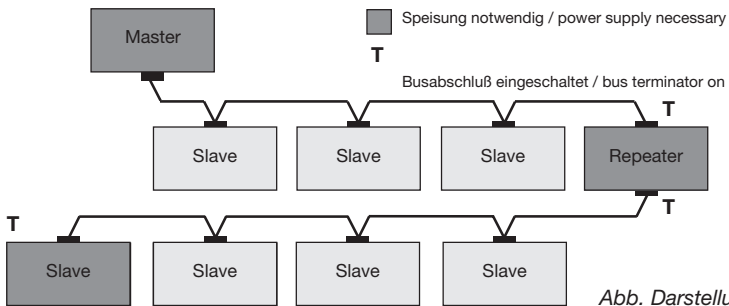 Master
Speisung notwendig / power supply necessary
T
Busabschluß eingeschaltet / bus terminator on
T
Slave
Slave
Slave
Repeater
T
T
Slave
Slave
Slave
Slave
Abb.